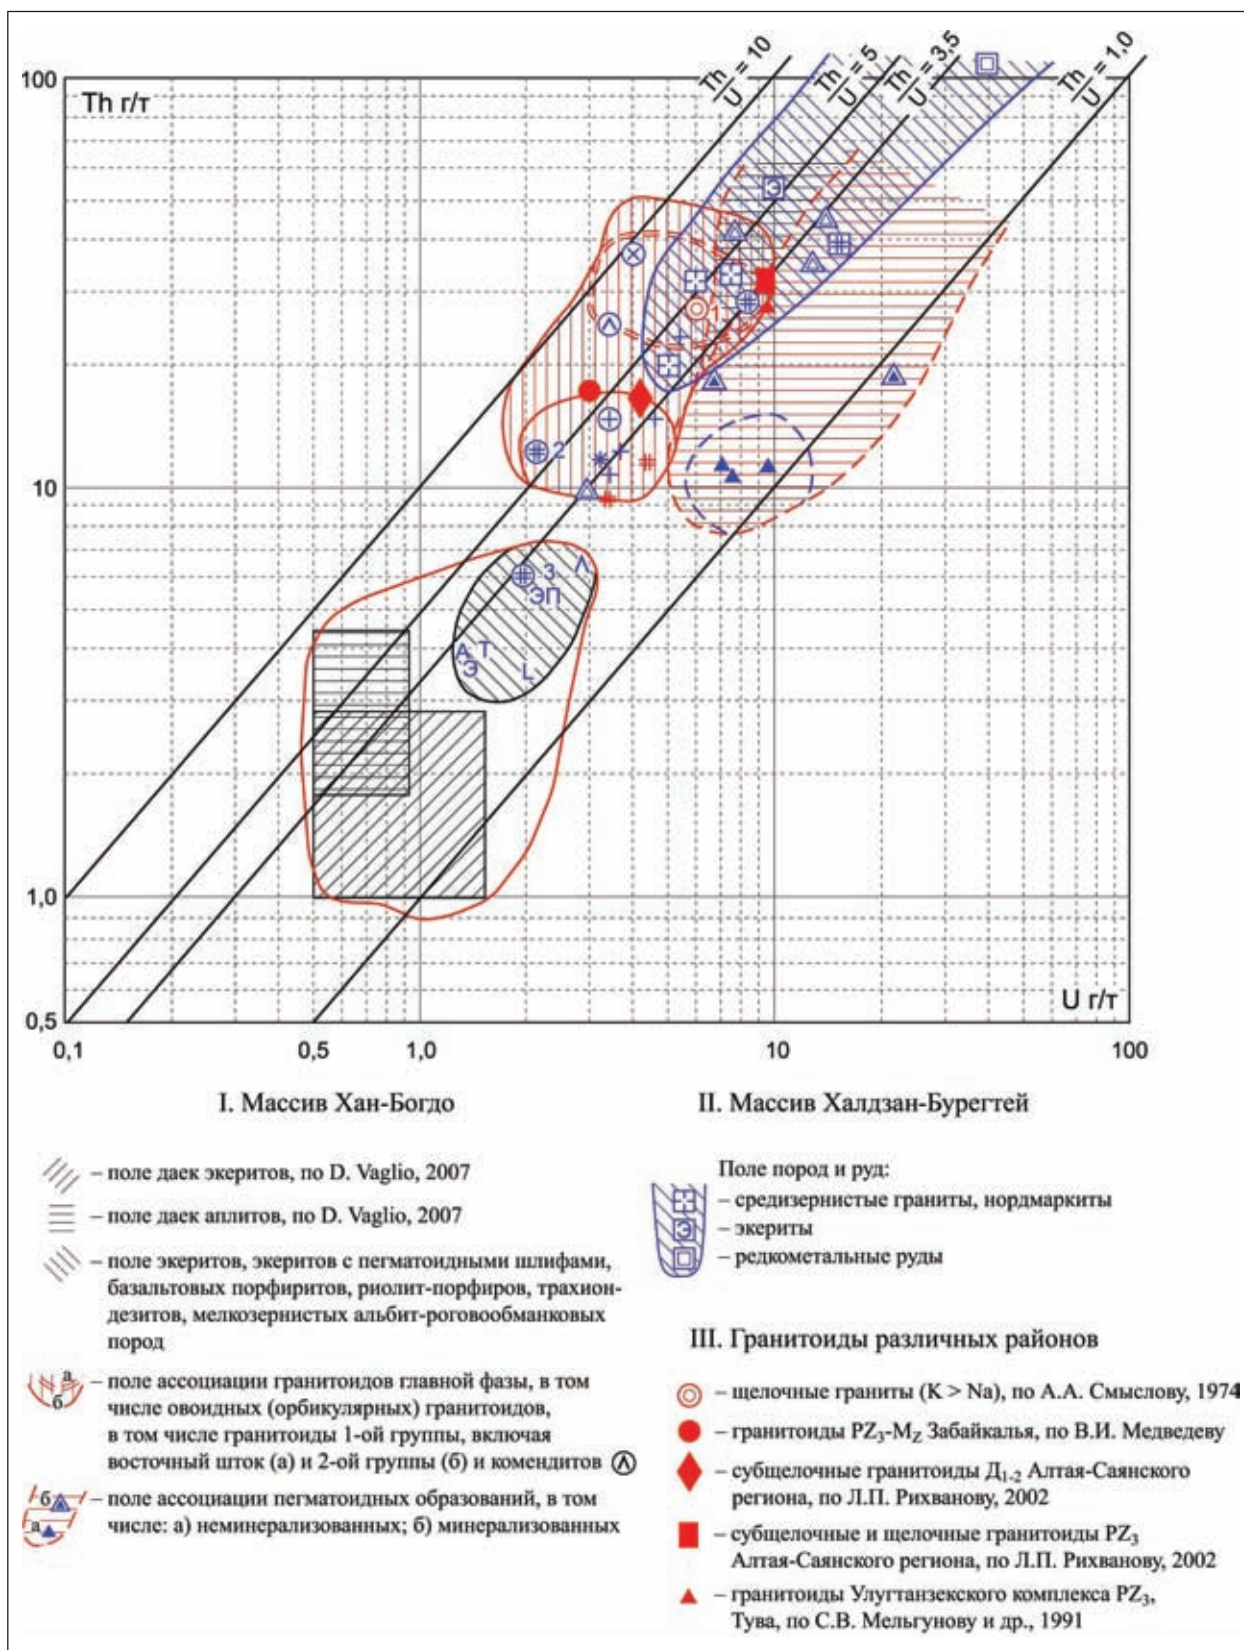 Th/U = 10
Th/U = 5
Th/U = 3,5
Th/U = 1,0
100
Th г/т
Э
1
2
10
3
ЭП
А Т
Э
L
1,0
U г/т
0,5
0,1 0,5 1,0 10 100
I. Массив Хан-Богдо
– поле даек экеритов, по D. Vaglio, 2007
– поле даек аплитов, по D. Vaglio, 2007
– поле экеритов, экеритов с пегматоидными шлифами,
базальтовых порфиритов, риолит-порфиров, трахион-
дезитов, мелкозернистых альбит-роговообманковых
пород
а
б
– поле ассоциации гранитоидов главной фазы, в том
числе овоидных (орбикулярных) гранитоидов,
в том числе гранитоиды 1-ой группы, включая
восточный шток (а) и 2-ой группы (б) и комендитов
б
а
– поле ассоциации пегматоидных образований, в том
числе: а) неминерализованных; б) минерализованных
II. Массив Халдзан-Бурегтей
Поле пород и руд:
– средизернистые граниты, нордмаркиты
Э – экериты
– редкометальные руды
III. Гранитоиды различных районов
– щелочные граниты (K > Na), по А.А. Смыслову, 1974
– гранитоиды PZ₃-Mz Забайкалья, по В.И. Медведеву
– субщелочные гранитоиды Д₁₋₂ Алтая-Саянского
региона, по Л.П. Рихванову, 2002
– субщелочные и щелочные гранитоиды PZ₃
Алтая-Саянского региона, по Л.П. Рихванову, 2002
– гранитоиды Улугтанзекского комплекса PZ₃,
Тува, по С.В. Мельгунову и др., 1991